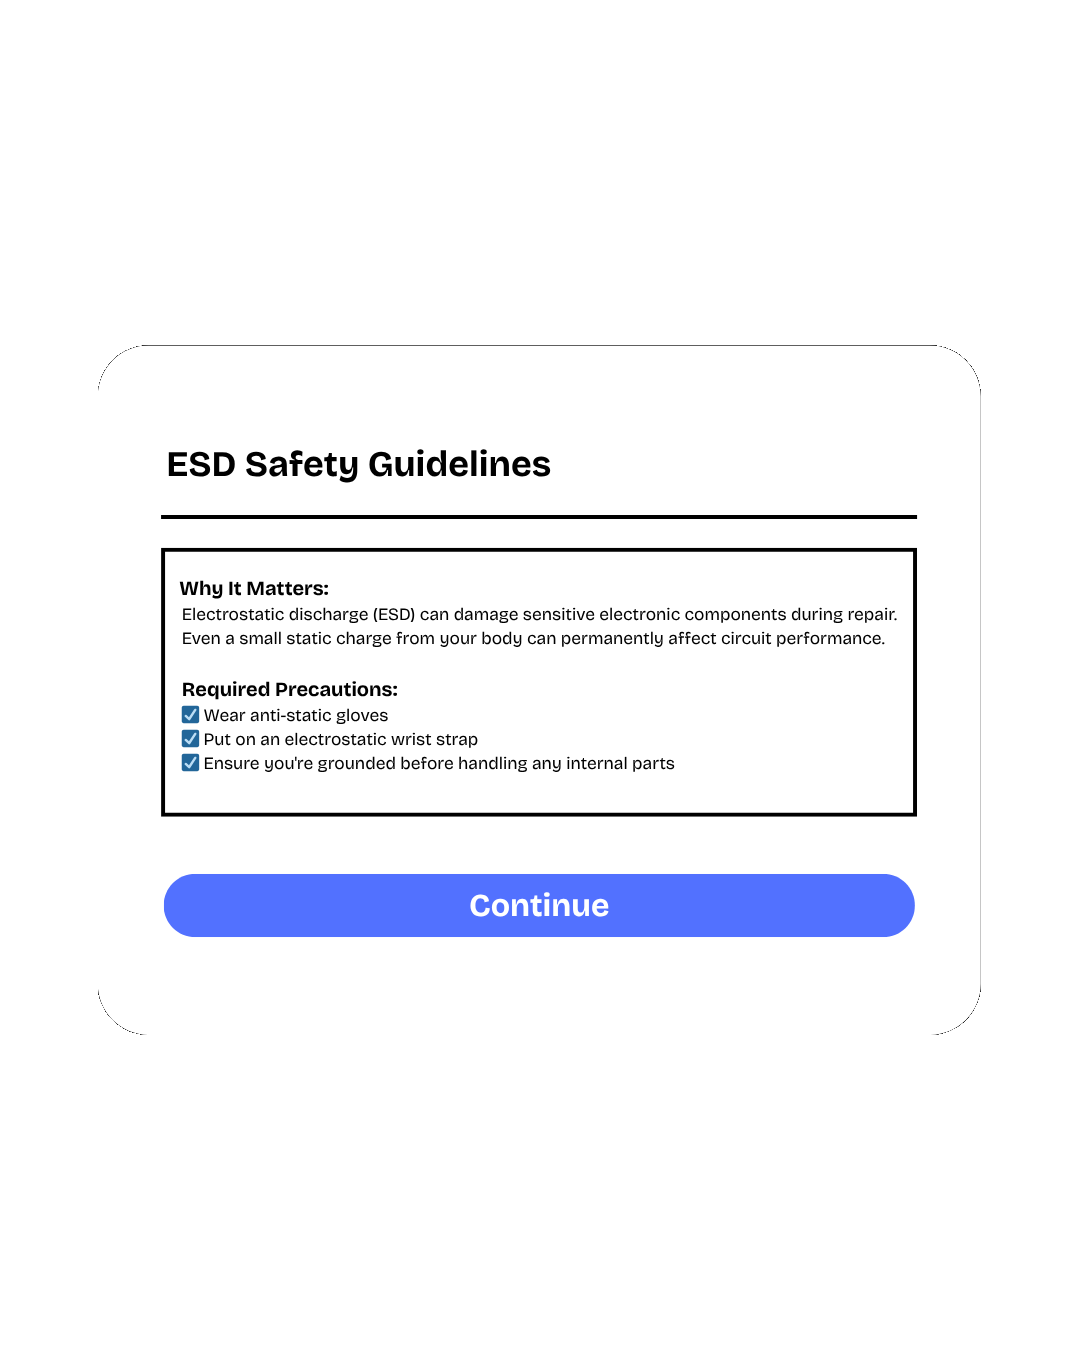 ESD Safety Guidelines
Why It Matters:
Electrostatic discharge (ESD) can damage sensitive electronic components during repair.
Even a small static charge from your body can permanently affect circuit performance.
Required Precautions:
☑ Wear anti-static gloves
☑ Put on an electrostatic wrist strap
☑ Ensure you're grounded before handling any internal parts
Continue